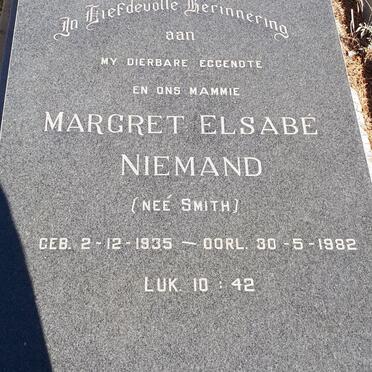 In Liefdevolle Herinnering
aan
MY DIERBARE EGGENOTE
EN ONS MAMMIE
MARGRET ELSABÉ
NIEMAND
(NEÉ SMITH)
GEB. 2-12-1935 — OORL. 30-5-1982
LUK. 10 : 42